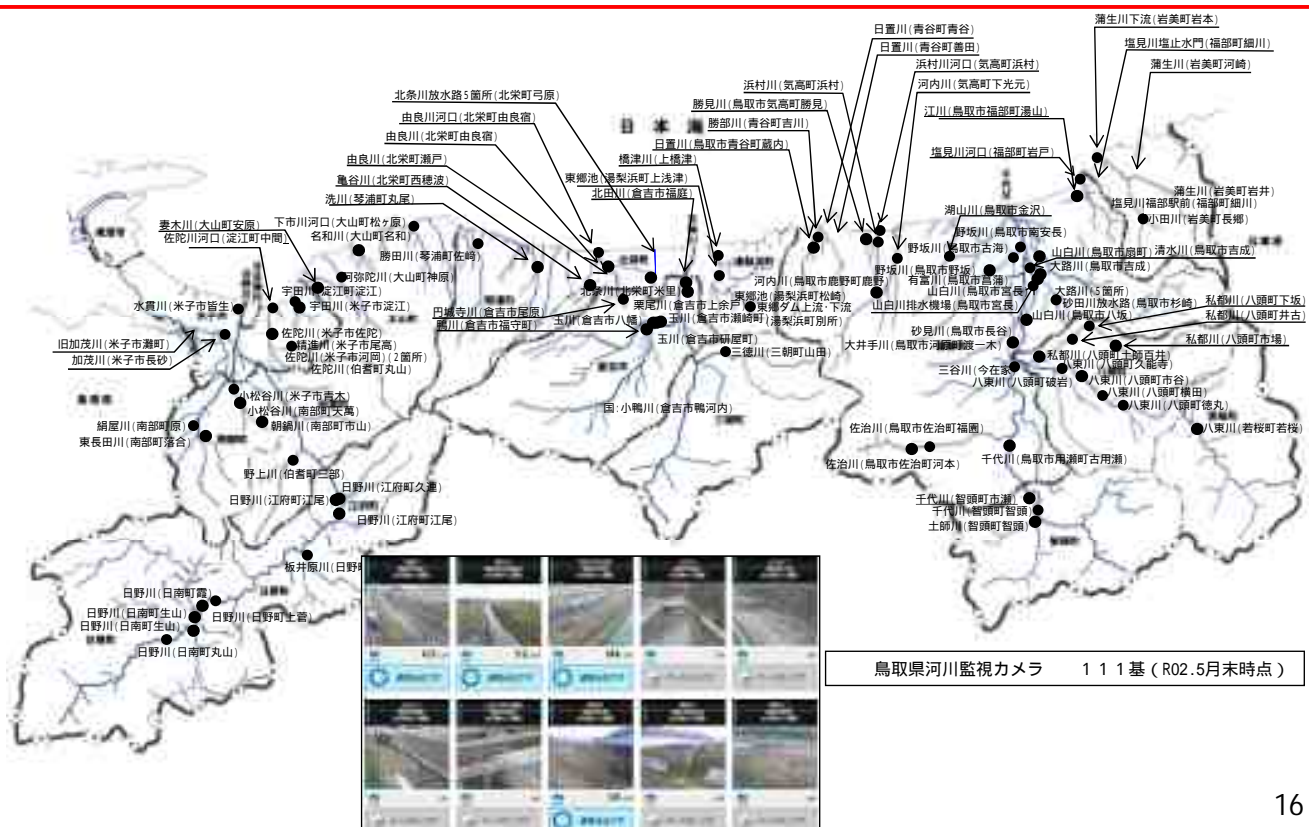 蒲生川下流(岩美町岩本)
塩見川塩止水門(福部町細川)
蒲生川(岩美町河崎)
日置川(青谷町青谷)
日置川(青谷町善田)
浜村川河口(気高町浜村)
河内川(気高町下光元)
浜村川(気高町浜村)
勝見川(鳥取市気高町勝見)
勝部川(青谷町吉川)
日置川(鳥取市青谷町蔵内)
江川(鳥取市福部町湯山)
塩見川河口(福部町岩戸)
北条川放水路5箇所(北栄町弓原)
由良川河口(北栄町由良宿)
由良川(北栄町由良宿)
由良川(北栄町瀬戸)
亀谷川(北栄町西穂波)
洗川(琴浦町丸尾)
日本海
橋津川(上橋津)
東郷池(湯梨浜町上浅津)
北田川(倉吉市福庭)
蒲生川(岩美町岩井)
塩見川福部駅前(福部町細川)
小田川(岩美町長郷)
湖山川(鳥取市金沢)
野坂川(鳥取市南安長)
野坂川(鳥取市古海)
野坂川(鳥取市野坂)
有富川(鳥取市菖蒲)
山白川(鳥取市宮長)
山白川排水機場(鳥取市宮長)
山白川(鳥取市扇町)
清水川(鳥取市吉成)
大路川(鳥取市吉成)
大路川(5箇所)
砂田川放水路(鳥取市杉崎)
山白川(鳥取市八坂)
私都川(八頭町下坂)
私都川(八頭町井古)
私都川(八頭町市場)
妻木川(大山町安原)
佐陀川河口(淀江町中間)
下市川河口(大山町松ヶ原)
名和川(大山町名和)
勝田川(琴浦町佐崎)
阿弥陀川(大山町神原)
宇田川(淀江町淀江)
宇田川(米子市淀江)
水貫川(米子市皆生)
旧加茂川(米子市灘町)
加茂川(米子市長砂)
佐陀川(米子市佐陀)
精進川(米子市尾高)
佐陀川(米子市河岡)(2箇所)
佐陀川(伯耆町丸山)
北条川(北栄町米里)
円城寺川(倉吉市尾原)
鴨川(倉吉市福守町)
栗尾川(倉吉市上余戸)
玉川(倉吉市八幡)
玉川(倉吉市瀬崎町)
玉川(倉吉市研屋町)
東郷池(湯梨浜町松崎)
東郷ダム上流・下流
(湯梨浜町別所)
三徳川(三朝町山田)
河内川(鳥取市鹿野町鹿野)
砂見川(鳥取市長谷)
大井手川(鳥取市河原町渡一木)
三谷川(今在家)
私都川(八頭町土師百井)
八東川(八頭町久能寺)
八東川(八頭町破岩)
八東川(八頭町市谷)
八東川(八頭町横田)
八東川(八頭町徳丸)
八東川(若桜町若桜)
小松谷川(米子市青木)
小松谷川(南部町天萬)
朝鍋川(南部町市山)
絹屋川(南部町原)
東長田川(南部町落合)
国:小鴨川(倉吉市鴨河内)
佐治川(鳥取市佐治町福園)
佐治川(鳥取市佐治町河本)
千代川(鳥取市用瀬町古用瀬)
野上川(伯耆町三部)
日野川(江府町久連)
日野川(江府町江尾)
日野川(江府町江尾)
千代川(智頭町市瀬)
千代川(智頭町智頭)
土師川(智頭町智頭)
板井原川(日野町
日野川(日南町霞)
日野川(日南町生山)
日野川(日野町上菅)
日野川(日南町生山)
日野川(日南町丸山)
鳥取県河川監視カメラ 111基(R02.5月末時点)
16